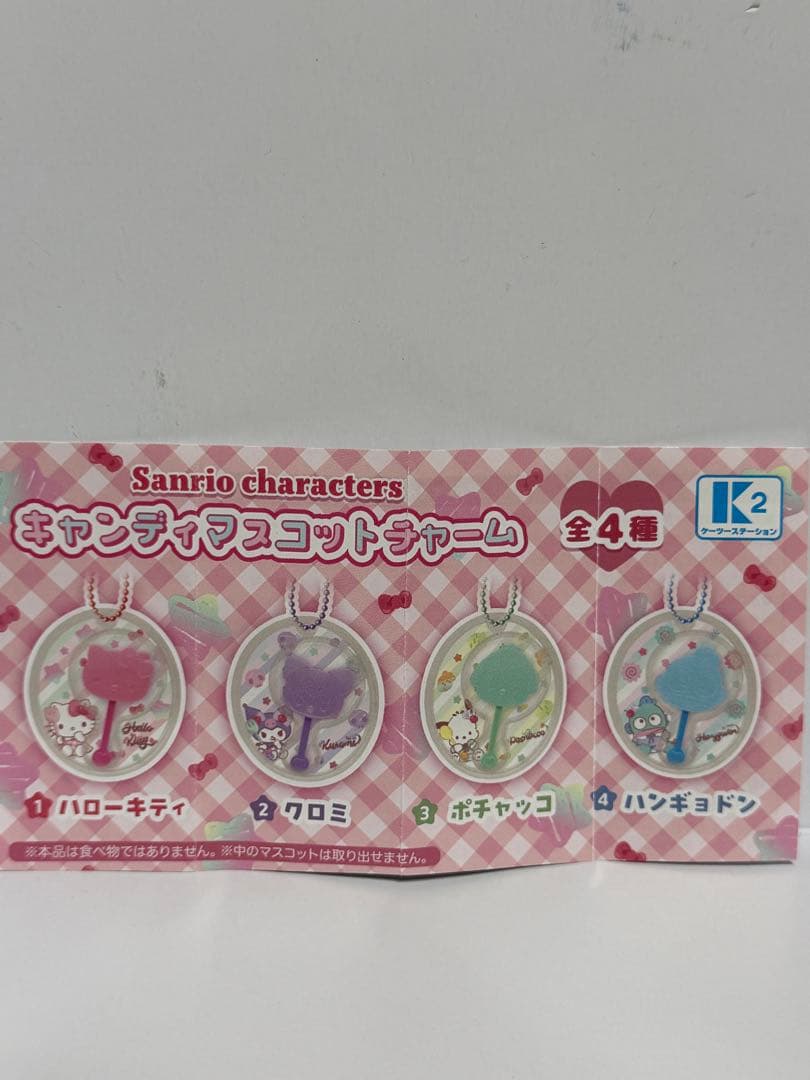 Sanrio characters
キャンディマスコットチャーム
全4種
K2
ケーツーステーション
Hello Kitty
Kuromi
Pochacco
Hangyodon
1 ハローキティ
2 クロミ
3 ポチャッコ
4 ハンギョドン
※本品は食べ物ではありません。※中のマスコットは取り出せません。